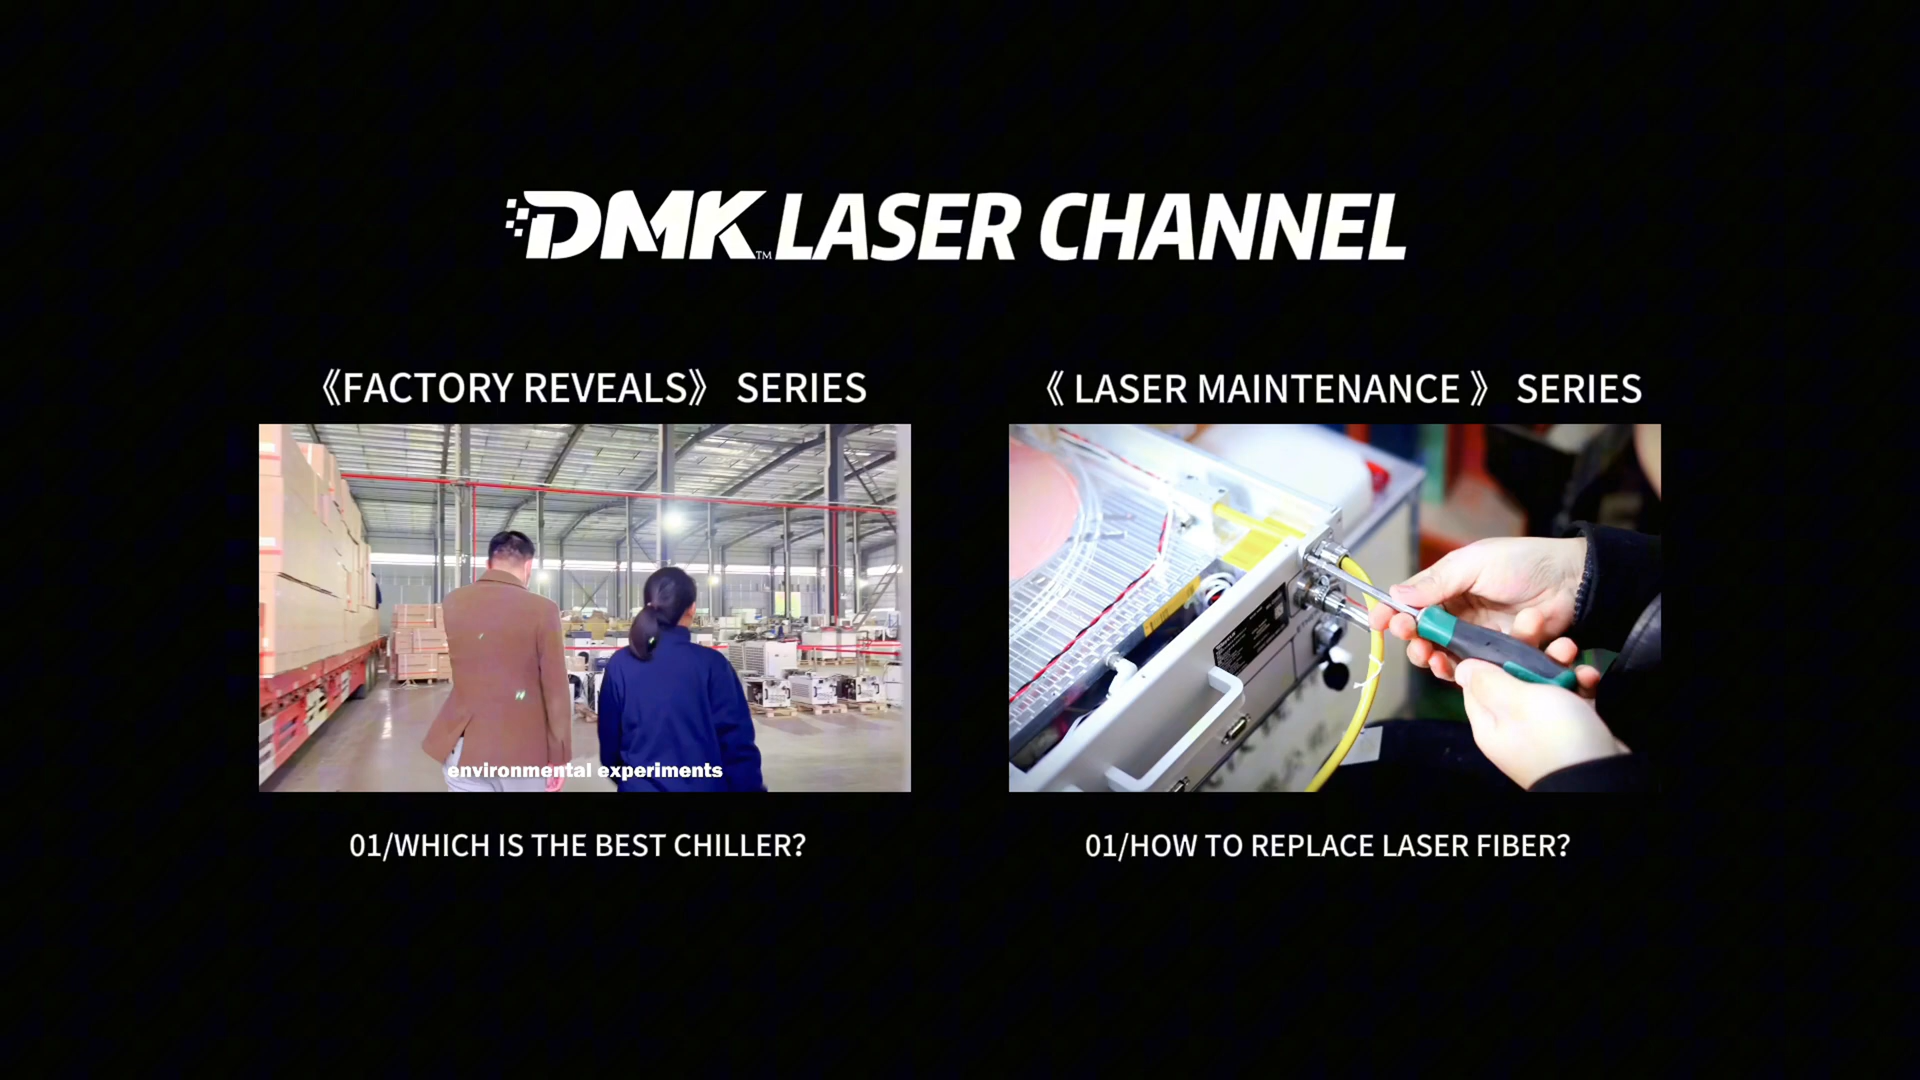 DMK™ LASER CHANNEL
《FACTORY REVEALS》 SERIES
《 LASER MAINTENANCE 》 SERIES
environmental experiments
01/WHICH IS THE BEST CHILLER?
01/HOW TO REPLACE LASER FIBER?